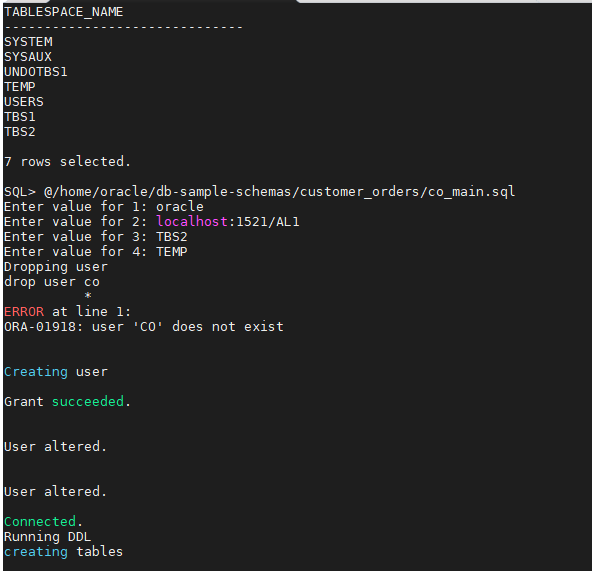 TABLESPACE_NAME
------------------------------
SYSTEM
SYSAUX
UNDOTBS1
TEMP
USERS
TBS1
TBS2
7 rows selected.
SQL> @/home/oracle/db-sample-schemas/customer_orders/co_main.sql
Enter value for 1: oracle
Enter value for 2: localhost:1521/AL1
Enter value for 3: TBS2
Enter value for 4: TEMP
Dropping user
drop user co
          *
ERROR at line 1:
ORA-01918: user 'CO' does not exist
Creating user
Grant succeeded.
User altered.
User altered.
Connected.
Running DDL
creating tables